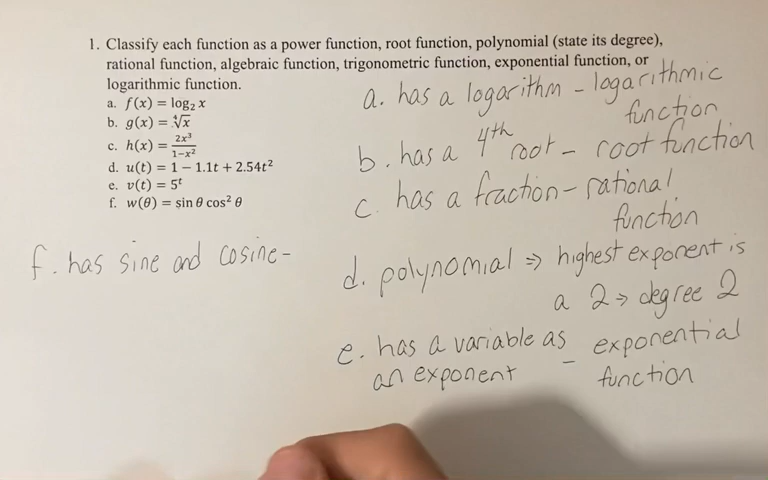 1. Classify each function as a power function, root function, polynomial (state its degree),
rational function, algebraic function, trigonometric function, exponential function, or
logarithmic function.
a. f(x) = log₂ x
b. g(x) = ∜x
c. h(x) = 2x³/(1−x²)
d. u(t) = 1 − 1.1t + 2.54t²
e. v(t) = 5ᵗ
f. w(θ) = sin θ cos² θ
a. has a logarithm - logarithmic
function
b. has a 4th root - root function
c. has a fraction - rational
function
d. polynomial ⇒ highest exponent is
a 2 → degree 2
e. has a variable as
an exponent - exponential
function
f. has sine and cosine -